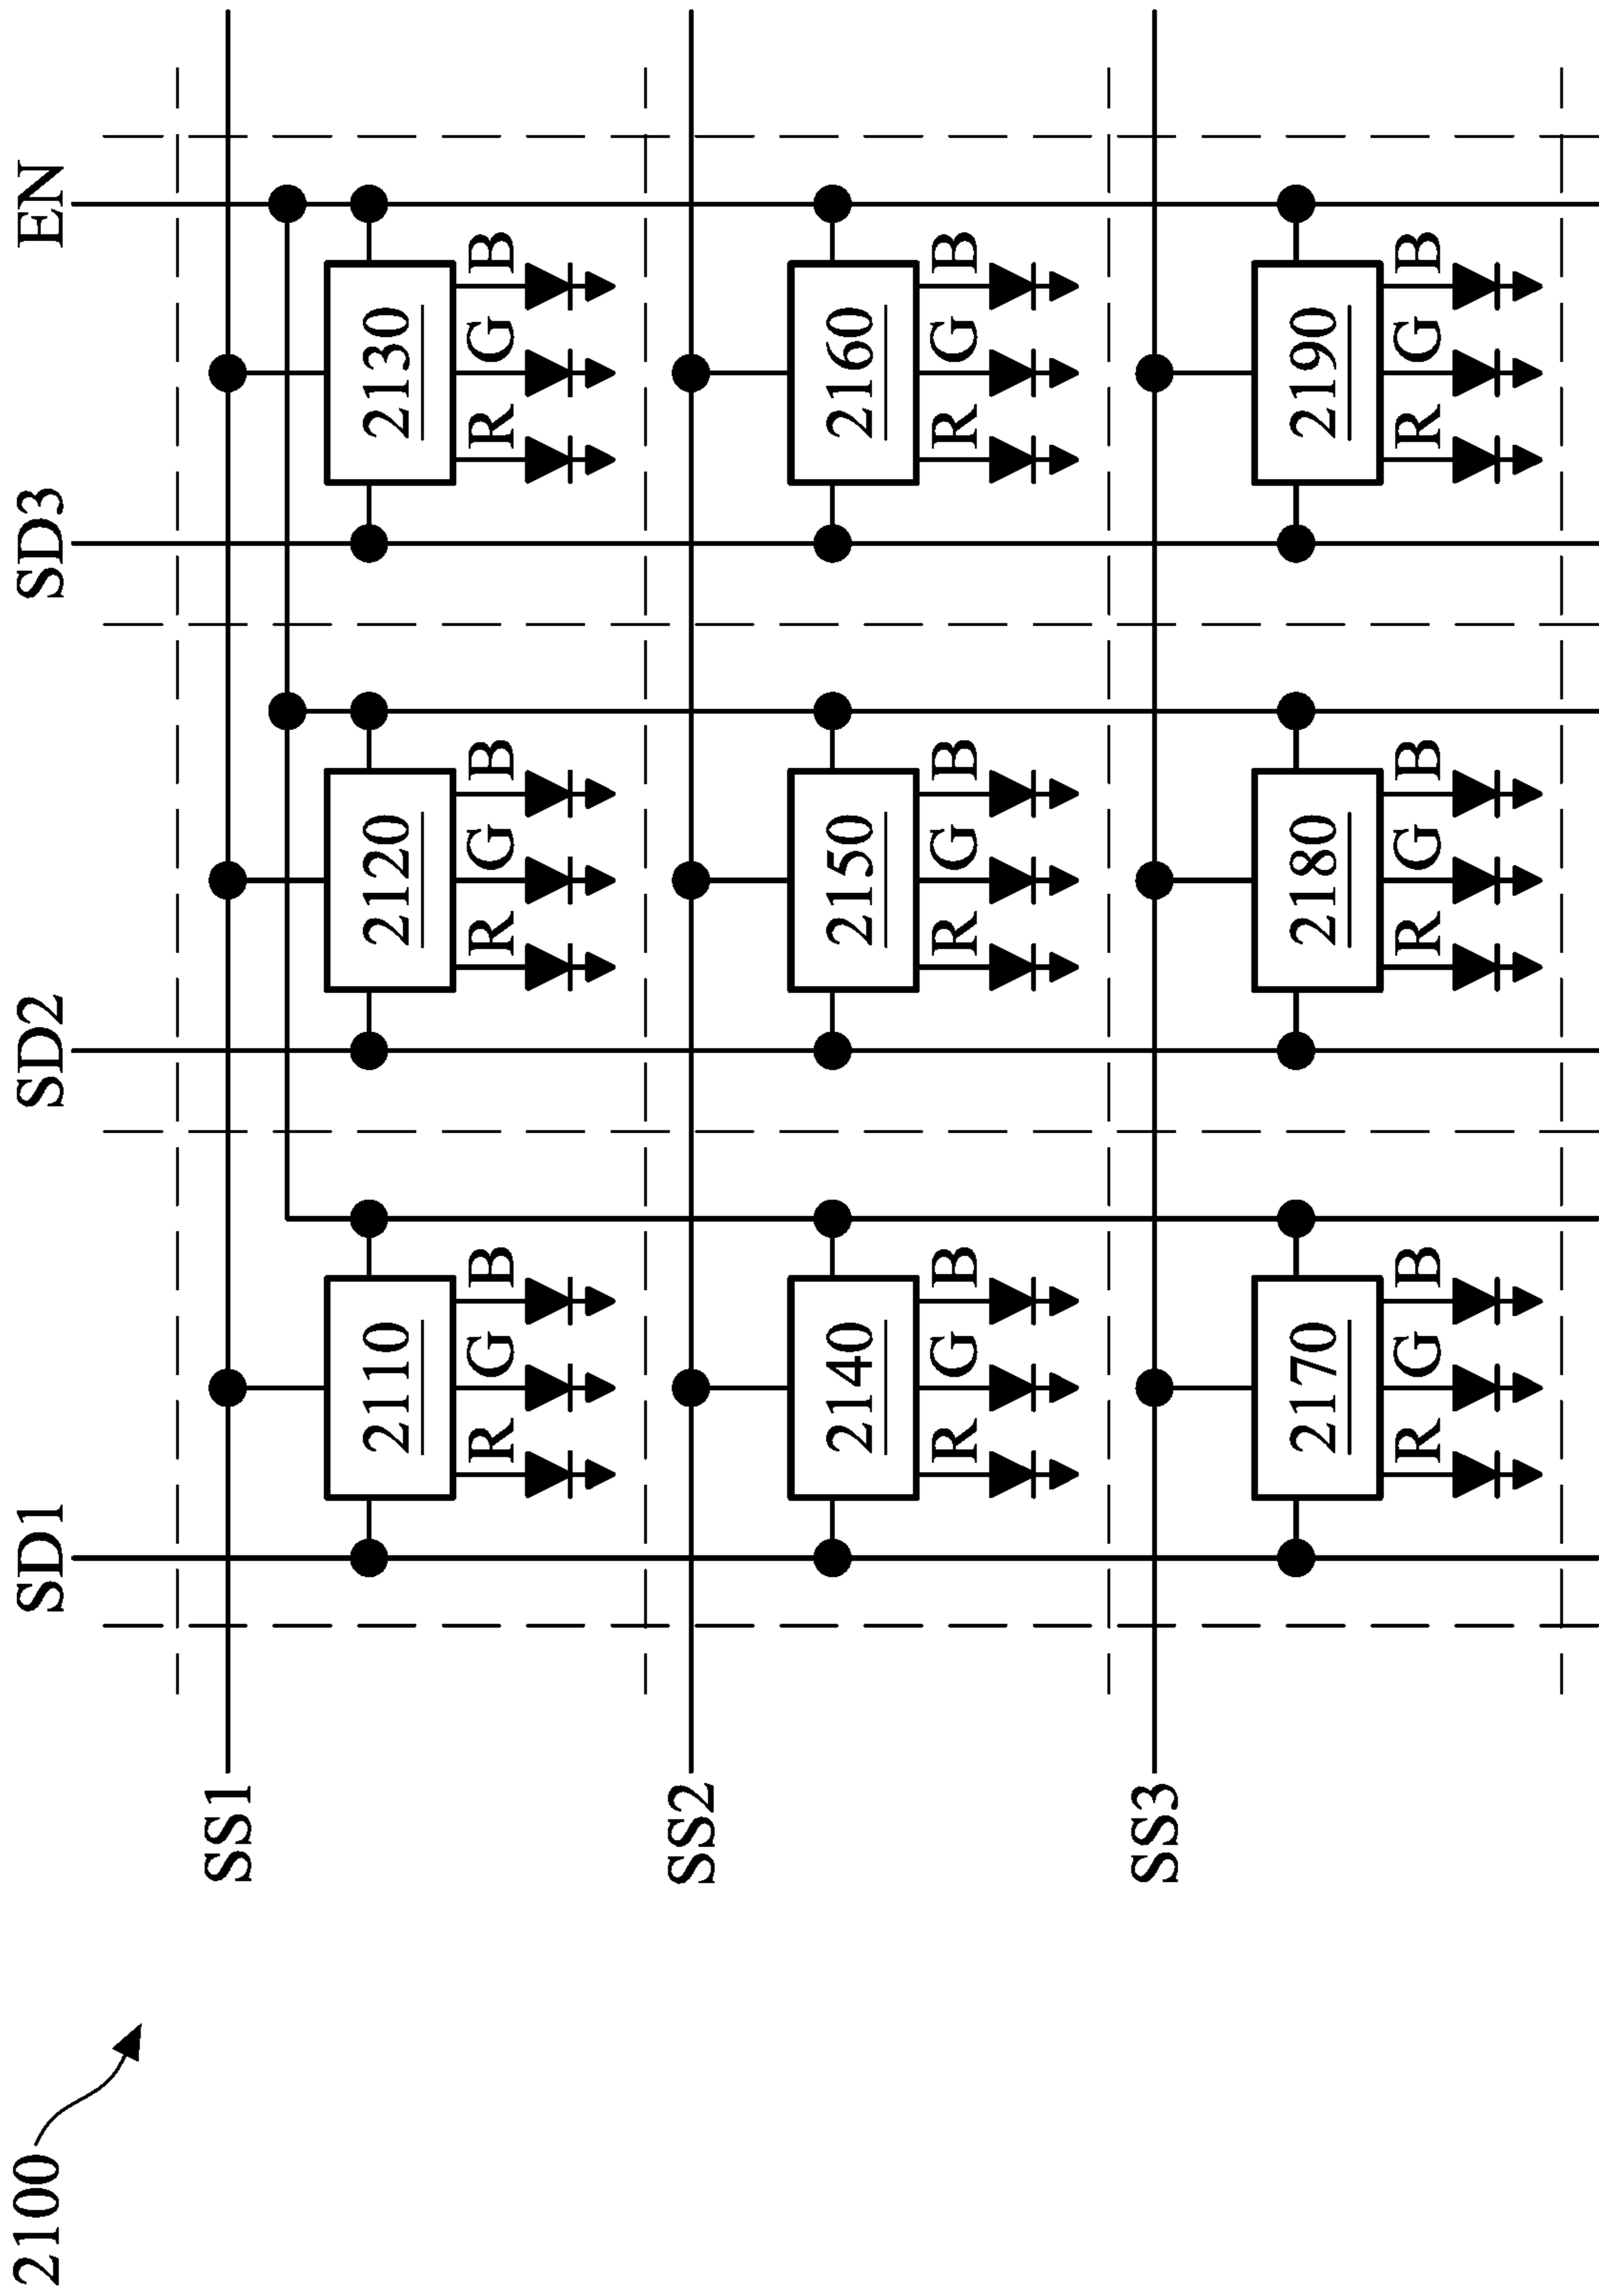 2100
SD1 SD2 SD3 EN
SS1
2110 2120 2130
R G B R G B R G B
SS2
2140 2150 2160
R G B R G B R G B
SS3
2170 2180 2190
R G B R G B R G B